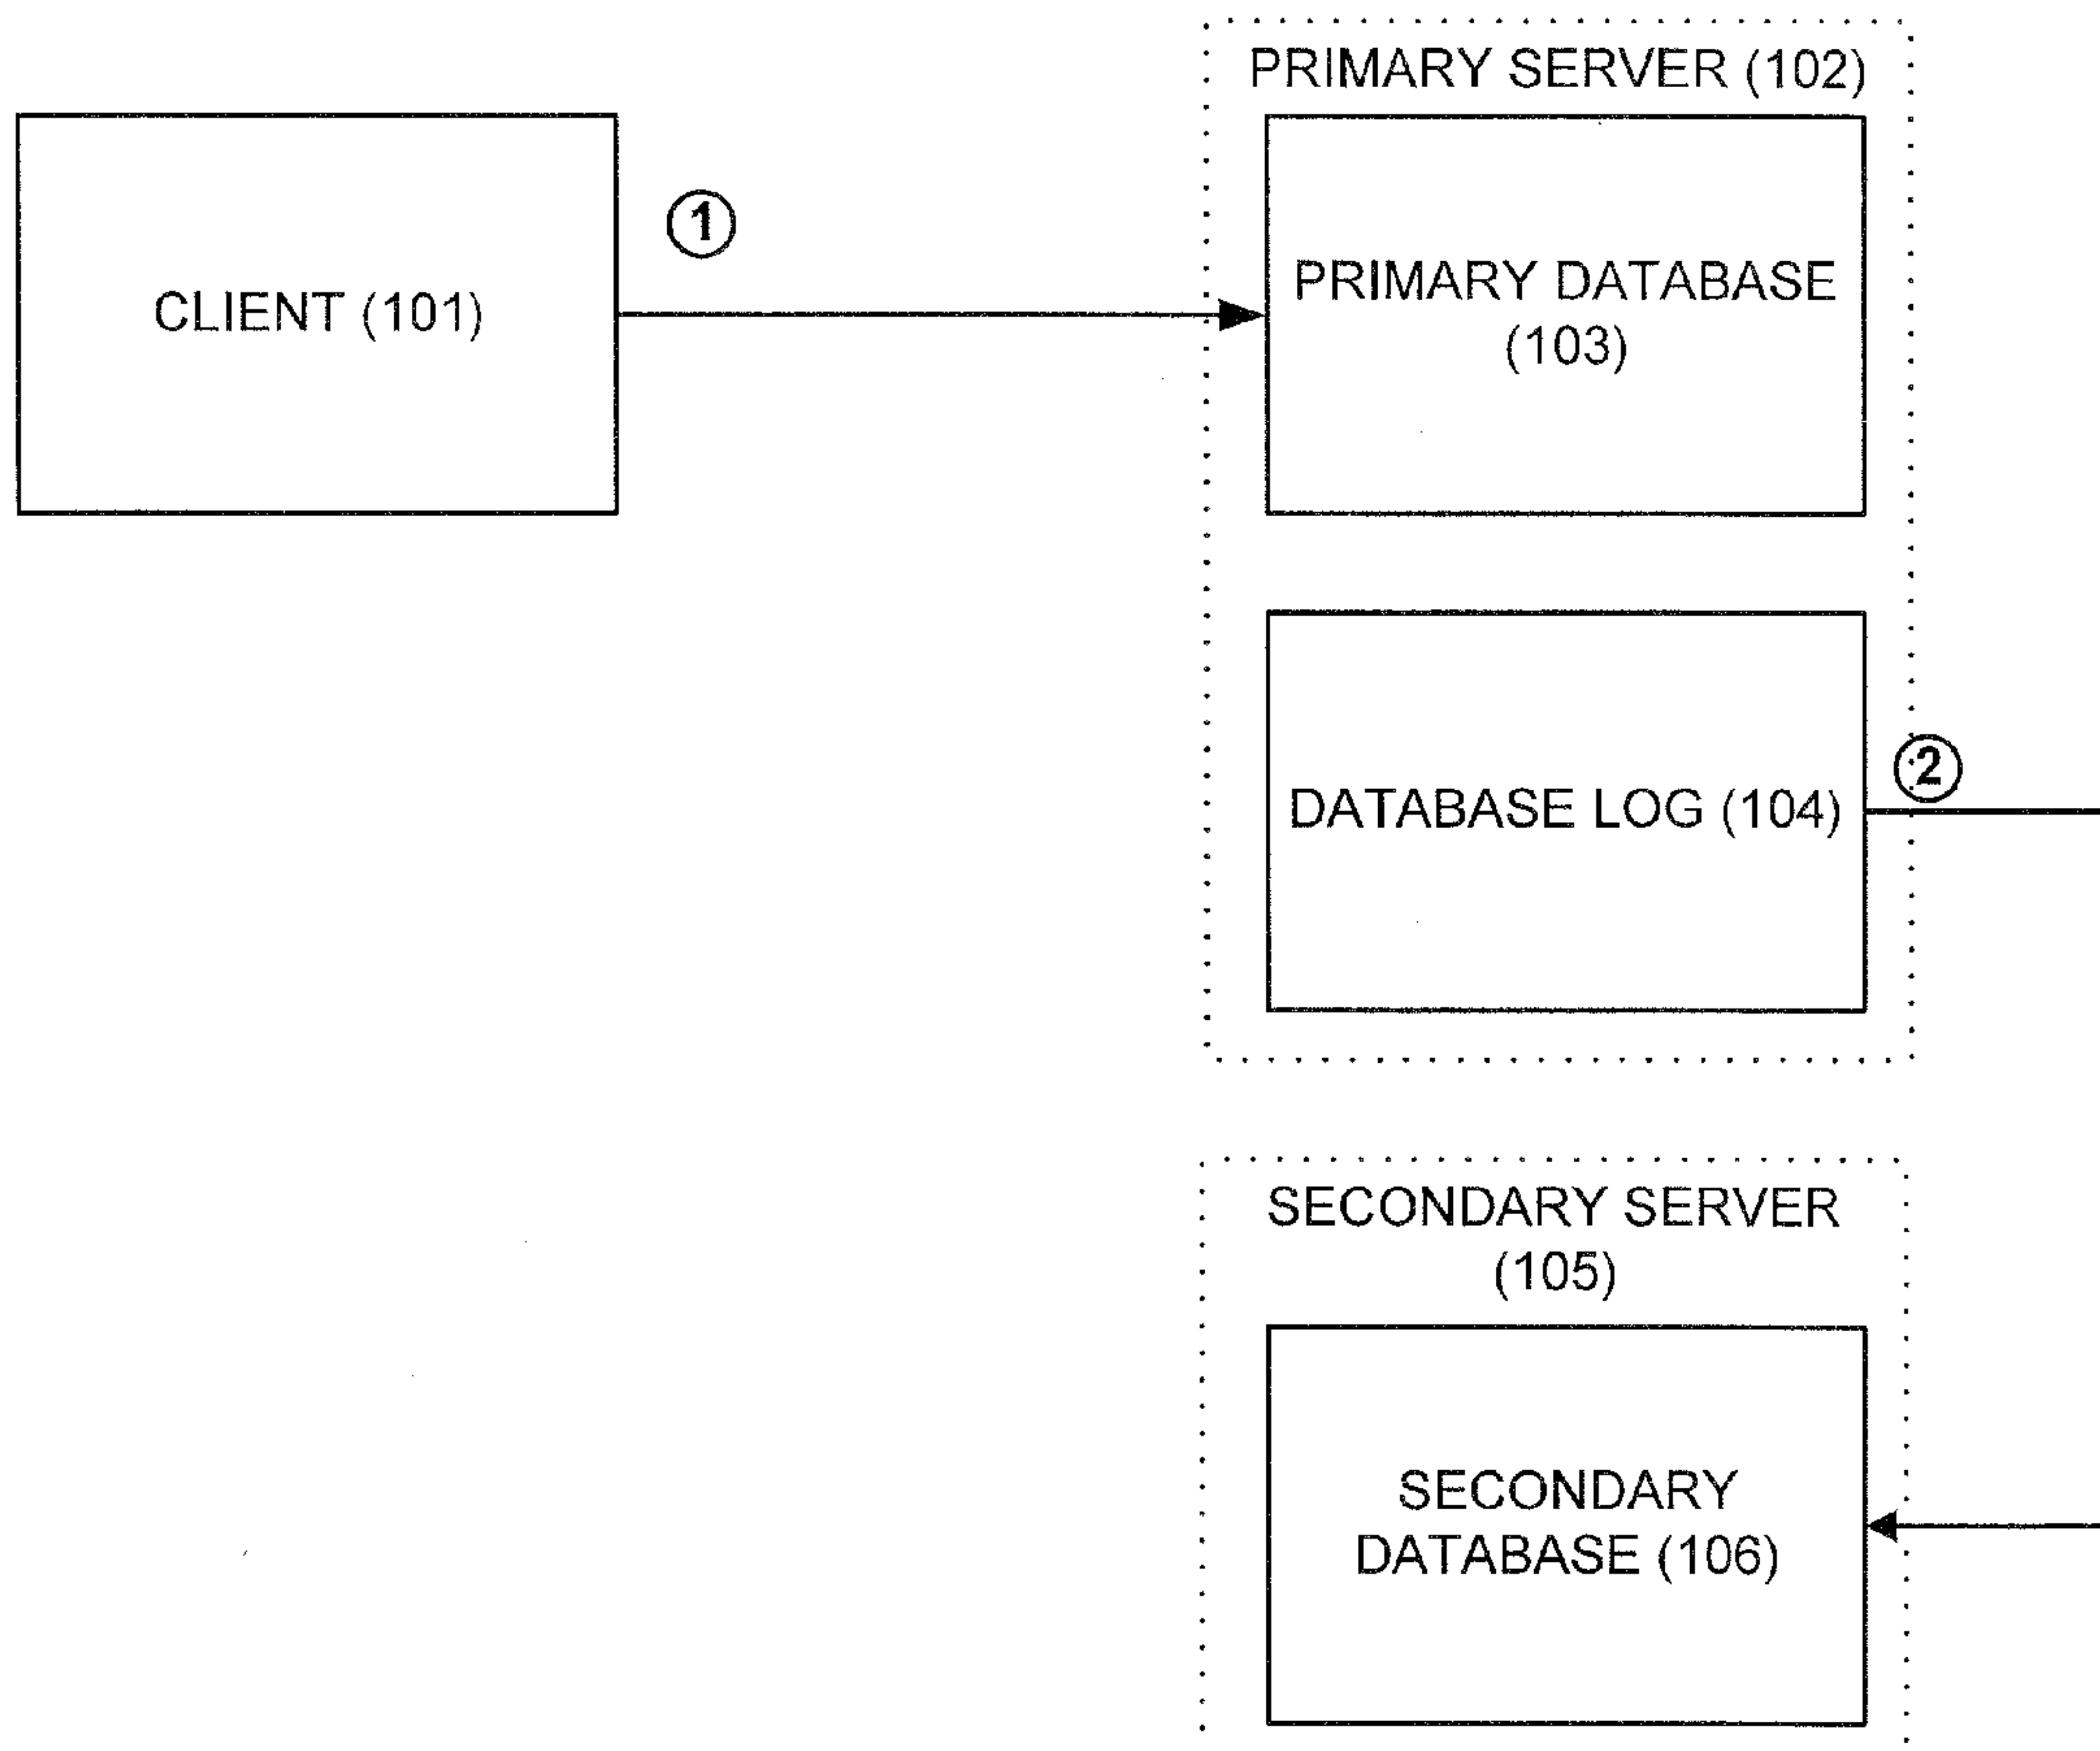 PRIMARY SERVER (102)
CLIENT (101)
①
PRIMARY DATABASE
(103)
DATABASE LOG (104)
②
SECONDARY SERVER
(105)
SECONDARY
DATABASE (106)